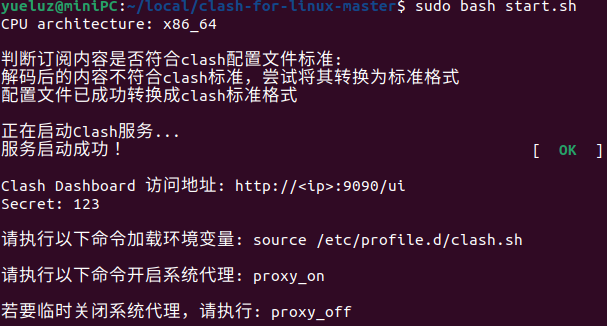 yueluz@miniPC:~/local/clash-for-linux-master$ sudo bash start.sh
CPU architecture: x86_64
判断订阅内容是否符合clash配置文件标准:
解码后的内容不符合clash标准，尝试将其转换为标准格式
配置文件已成功转换成clash标准格式
正在启动Clash服务...
服务启动成功！ [ OK ]
Clash Dashboard 访问地址: http://<ip>:9090/ui
Secret: 123
请执行以下命令加载环境变量: source /etc/profile.d/clash.sh
请执行以下命令开启系统代理: proxy_on
若要临时关闭系统代理，请执行: proxy_off